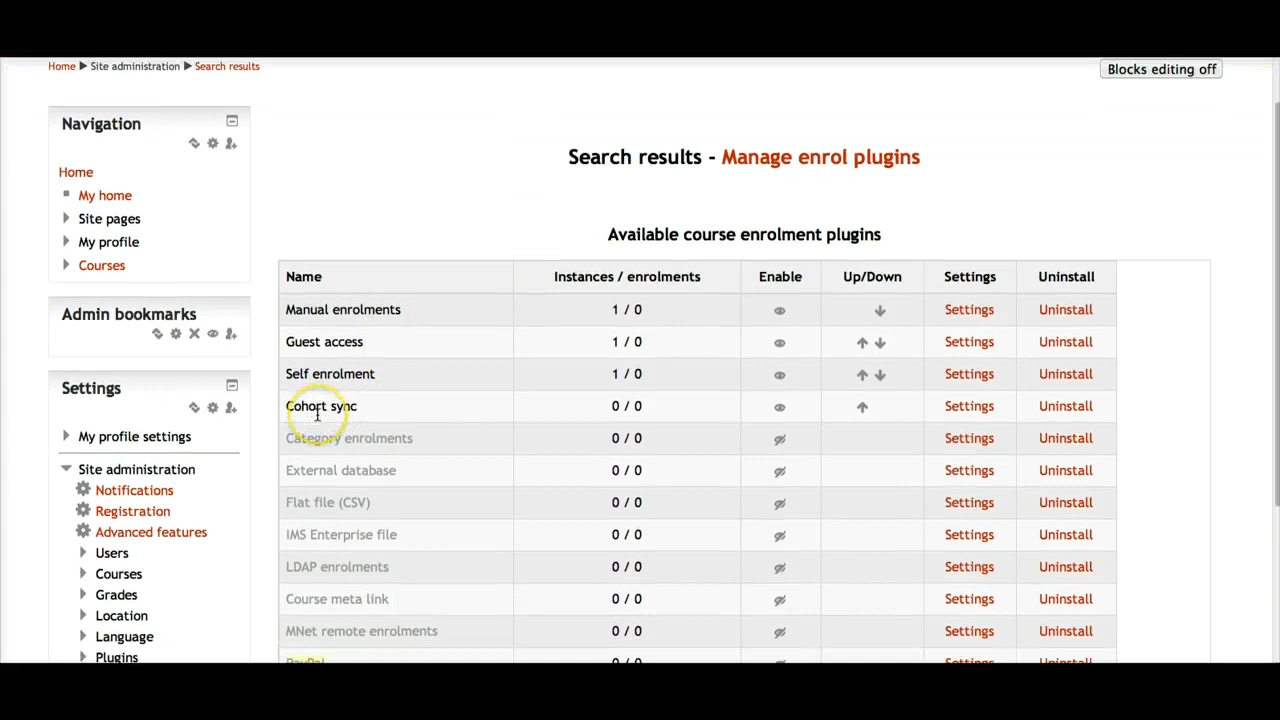 Home ▶ Site administration ▶ Search results
Blocks editing off
Navigation
Home
My home
Site pages
My profile
Courses
Admin bookmarks
Settings
My profile settings
Site administration
Notifications
Registration
Advanced features
Users
Courses
Grades
Location
Language
Plugins
Search results - Manage enrol plugins
Available course enrolment plugins
Name Instances / enrolments Enable Up/Down Settings Uninstall
Manual enrolments 1 / 0 Settings Uninstall
Guest access 1 / 0 Settings Uninstall
Self enrolment 1 / 0 Settings Uninstall
Cohort sync 0 / 0 Settings Uninstall
Category enrolments 0 / 0 Settings Uninstall
External database 0 / 0 Settings Uninstall
Flat file (CSV) 0 / 0 Settings Uninstall
IMS Enterprise file 0 / 0 Settings Uninstall
LDAP enrolments 0 / 0 Settings Uninstall
Course meta link 0 / 0 Settings Uninstall
MNet remote enrolments 0 / 0 Settings Uninstall
PayPal 0 / 0 Settings Uninstall